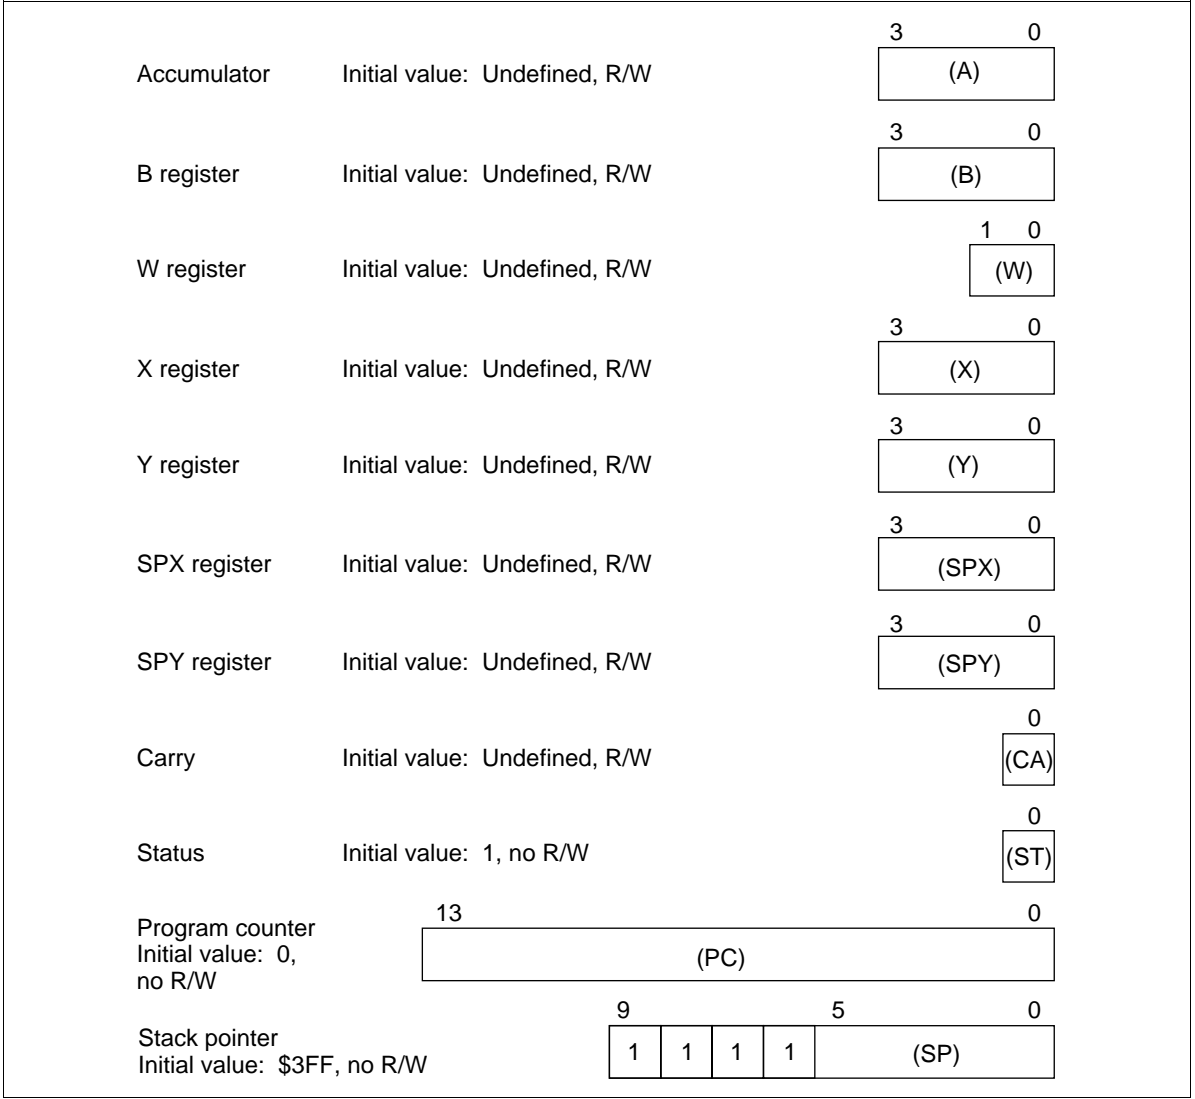 3 0
Accumulator Initial value: Undefined, R/W (A)
3 0
B register Initial value: Undefined, R/W (B)
1 0
W register Initial value: Undefined, R/W (W)
3 0
X register Initial value: Undefined, R/W (X)
3 0
Y register Initial value: Undefined, R/W (Y)
3 0
SPX register Initial value: Undefined, R/W (SPX)
3 0
SPY register Initial value: Undefined, R/W (SPY)
0
Carry Initial value: Undefined, R/W (CA)
0
Status Initial value: 1, no R/W (ST)
13 0
Program counter
Initial value: 0, (PC)
no R/W
9 5 0
Stack pointer
1 1 1 1 (SP)
Initial value: $3FF, no R/W